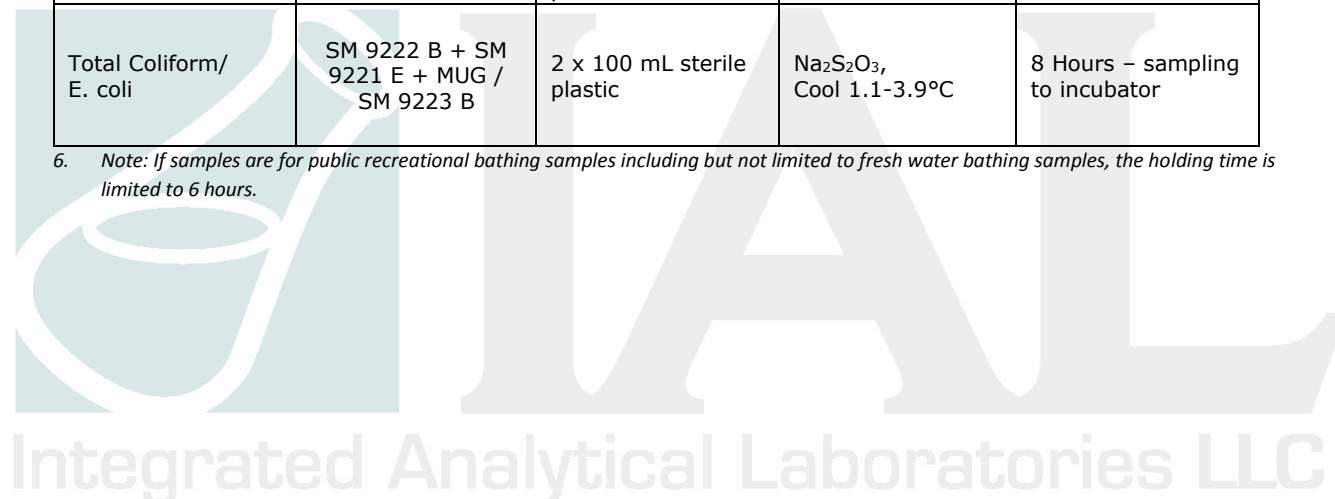 Total Coliform/
E. coli
SM 9222 B + SM
9221 E + MUG /
SM 9223 B
2 x 100 mL sterile
plastic
Na₂S₂O₃,
Cool 1.1-3.9°C
8 Hours – sampling
to incubator
6. Note: If samples are for public recreational bathing samples including but not limited to fresh water bathing samples, the holding time is
limited to 6 hours.
IAL
Integrated Analytical Laboratories LLC